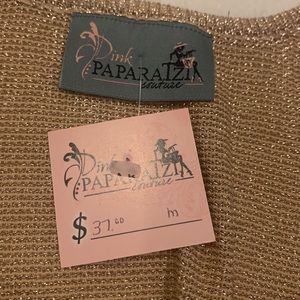 Pink
PAPARAZZI
couture
Pink
PAPARAZZI
couture
$ 37.00 m